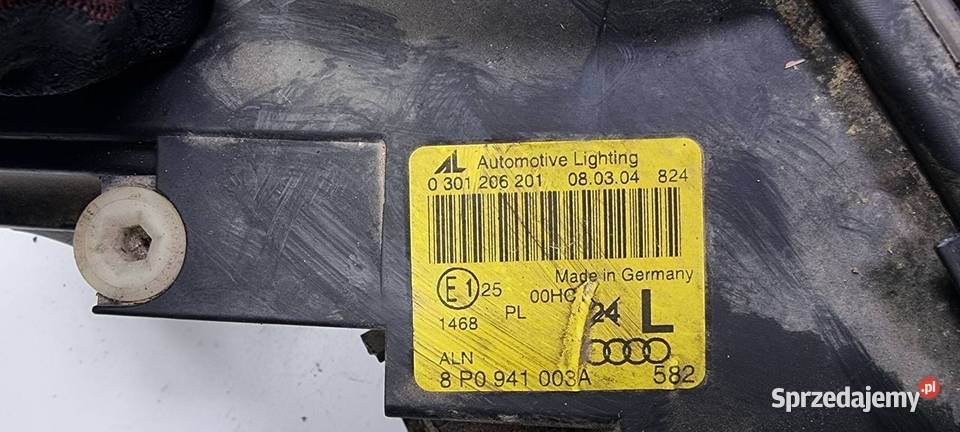 AL Automotive Lighting
0 301 206 201 08.03.04 824
Made in Germany
E1 25 00HC
1468 PL 24 L
ALN
8 P0 941 003A 582
Sprzedajemy.pl